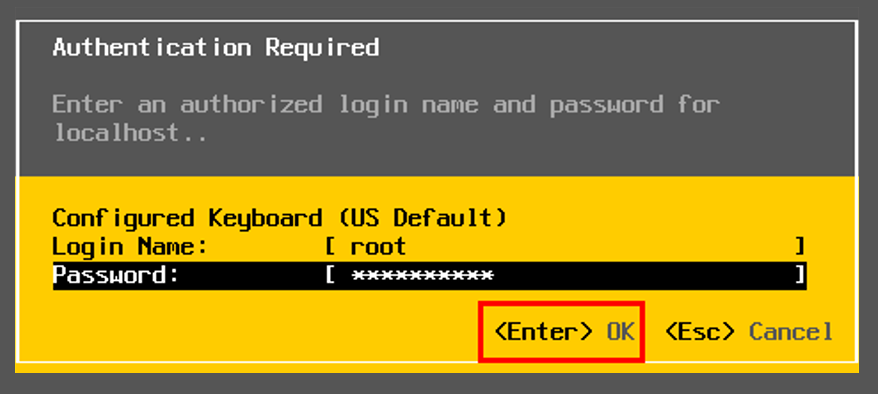 Authentication Required
Enter an authorized login name and password for
localhost..
Configured Keyboard (US Default)
Login Name: [ root ]
Password: [ ********** ]
<Enter> OK <Esc> Cancel